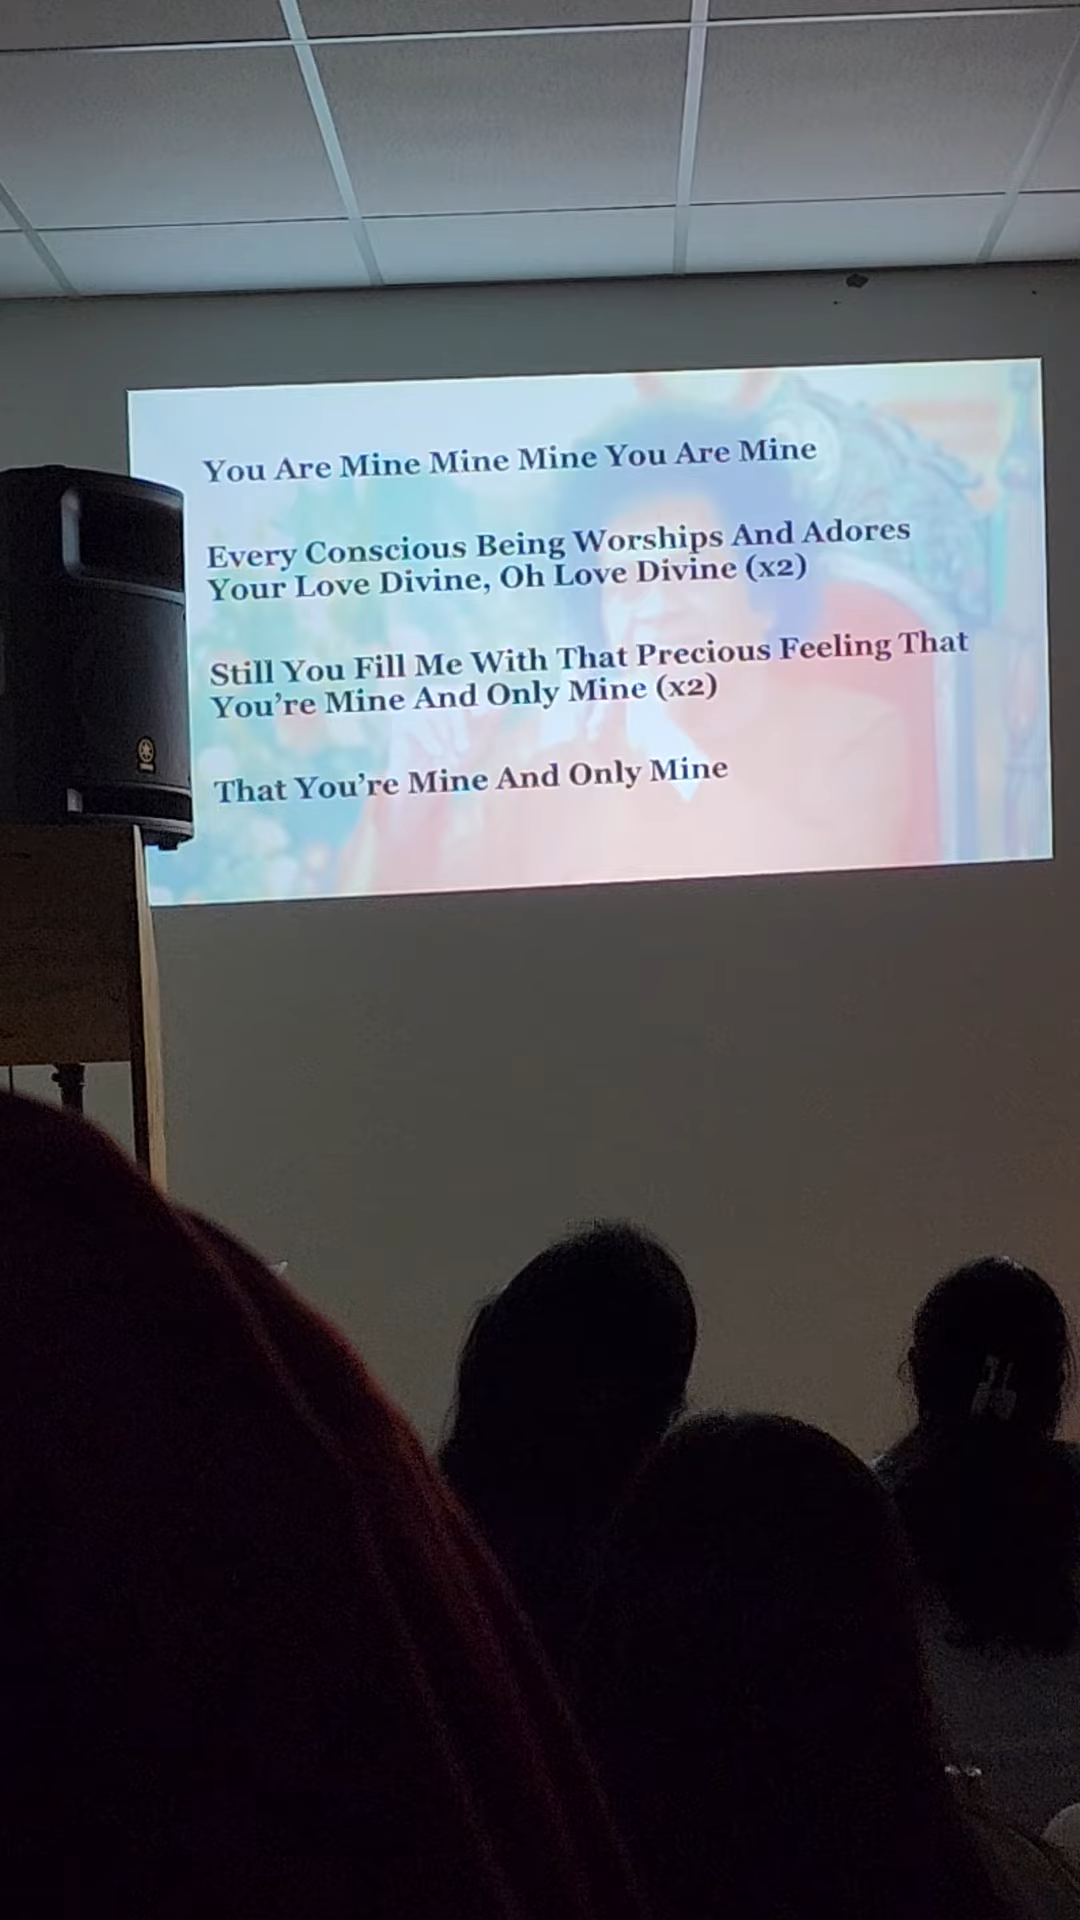 You Are Mine Mine Mine You Are Mine
Every Conscious Being Worships And Adores
Your Love Divine, Oh Love Divine (x2)
Still You Fill Me With That Precious Feeling That
You're Mine And Only Mine (x2)
That You're Mine And Only Mine